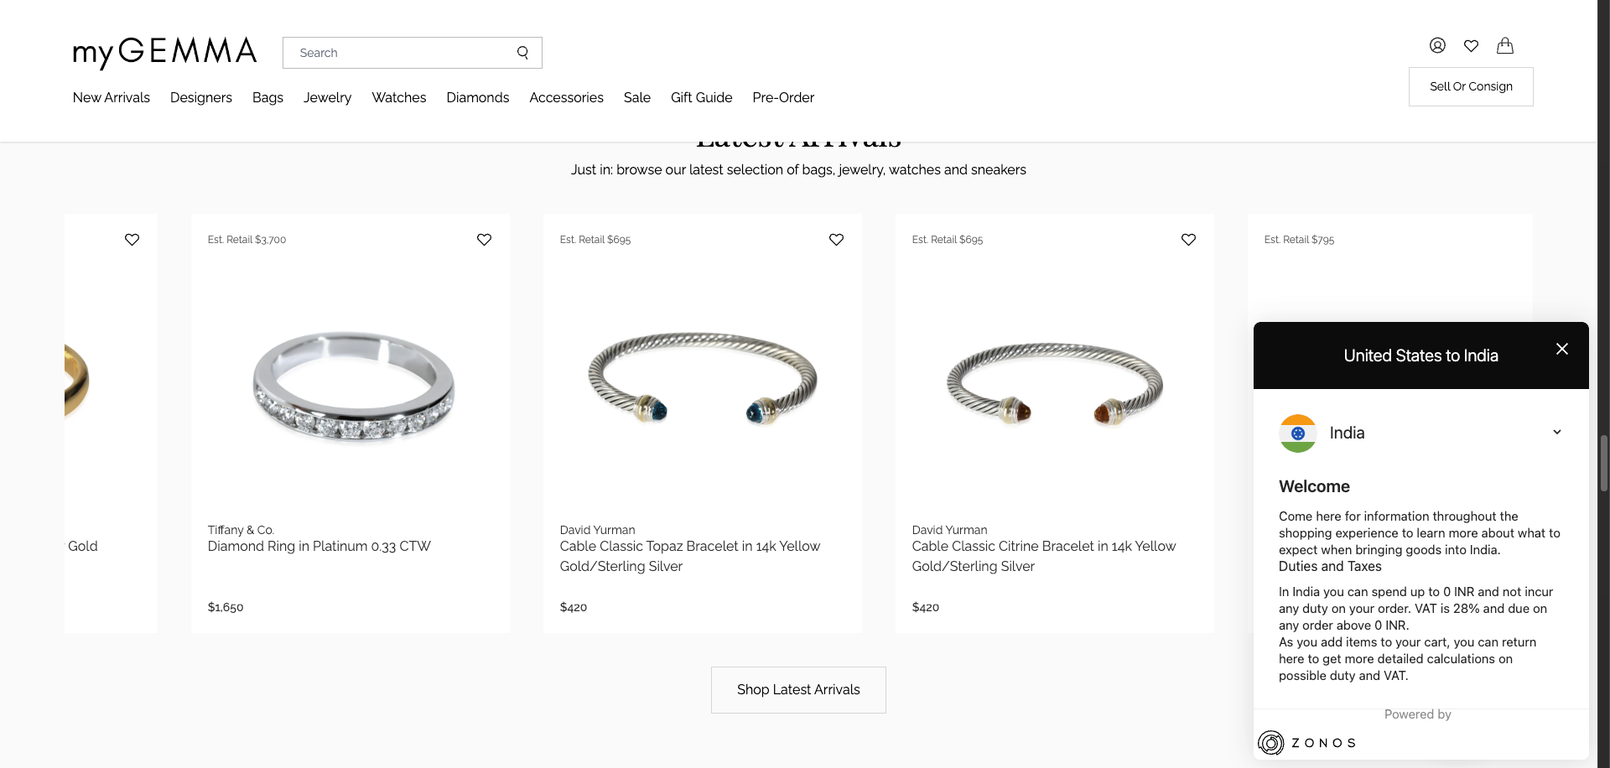 myGEMMA
Search
Sell Or Consign
New Arrivals Designers Bags Jewelry Watches Diamonds Accessories Sale Gift Guide Pre-Order
Latest Arrivals
Just in: browse our latest selection of bags, jewelry, watches and sneakers
Gold
Est. Retail $3,700
Tiffany & Co.
Diamond Ring in Platinum 0.33 CTW
$1,650
Est. Retail $695
David Yurman
Cable Classic Topaz Bracelet in 14k Yellow
Gold/Sterling Silver
$420
Est. Retail $695
David Yurman
Cable Classic Citrine Bracelet in 14k Yellow
Gold/Sterling Silver
$420
Est. Retail $795
Shop Latest Arrivals
United States to India
India
Welcome
Come here for information throughout the
shopping experience to learn more about what to
expect when bringing goods into India.
Duties and Taxes
In India you can spend up to 0 INR and not incur
any duty on your order. VAT is 28% and due on
any order above 0 INR.
As you add items to your cart, you can return
here to get more detailed calculations on
possible duty and VAT.
Powered by
ZONOS